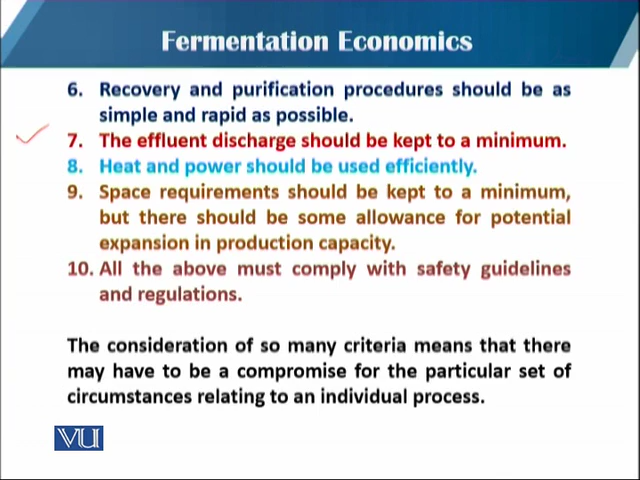 Fermentation Economics
6. Recovery and purification procedures should be as
simple and rapid as possible.
7. The effluent discharge should be kept to a minimum.
8. Heat and power should be used efficiently.
9. Space requirements should be kept to a minimum,
but there should be some allowance for potential
expansion in production capacity.
10. All the above must comply with safety guidelines
and regulations.
The consideration of so many criteria means that there
may have to be a compromise for the particular set of
circumstances relating to an individual process.
VU